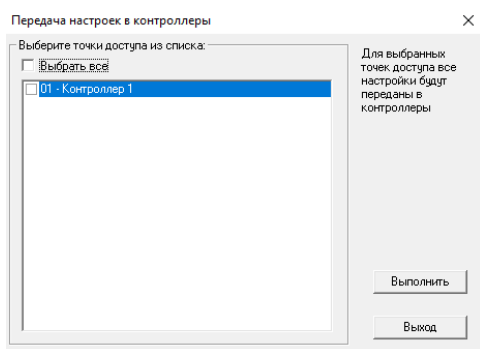 Передача настроек в контроллеры
Выберите точки доступа из списка:
Выбрать все
01 - Контроллер 1
Для выбранных
точек доступа все
настройки будут
переданы в
контроллеры
Выполнить
Выход